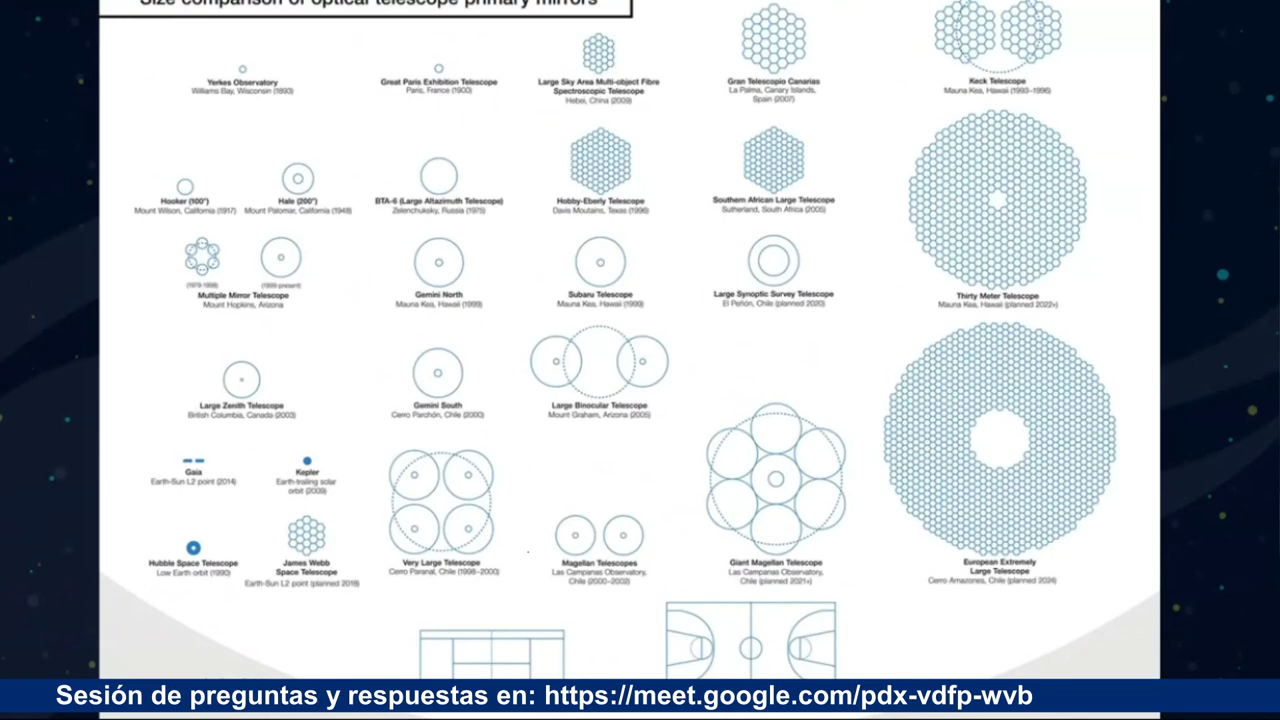 Size comparison of optical telescope primary mirrors
Yerkes Observatory
Williams Bay, Wisconsin (1893)
Great Paris Exhibition Telescope
Paris, France (1900)
Large Sky Area Multi-object Fibre
Spectroscopic Telescope
Hebei, China (2009)
Gran Telescopio Canarias
La Palma, Canary Islands,
Spain (2007)
Keck Telescope
Mauna Kea, Hawaii (1993–1996)
Hooker (100")
Mount Wilson, California (1917)
Hale (200")
Mount Palomar, California (1948)
BTA-6 (Large Altazimuth Telescope)
Zelenchuksky, Russia (1975)
Hobby-Eberly Telescope
Davis Moutains, Texas (1996)
Southern African Large Telescope
Sutherland, South Africa (2005)
(1979-1998)
(1999-present)
Multiple Mirror Telescope
Mount Hopkins, Arizona
Gemini North
Mauna Kea, Hawaii (1999)
Subaru Telescope
Mauna Kea, Hawaii (1999)
Large Synoptic Survey Telescope
El Peñón, Chile (planned 2020)
Thirty Meter Telescope
Mauna Kea, Hawaii (planned 2022+)
Large Zenith Telescope
British Columbia, Canada (2003)
Gemini South
Cerro Parchón, Chile (2000)
Large Binocular Telescope
Mount Graham, Arizona (2005)
Gaia
Earth-Sun L2 point (2014)
Kepler
Earth-trailing solar
orbit (2009)
Hubble Space Telescope
Low Earth orbit (1990)
James Webb
Space Telescope
Earth-Sun L2 point (planned 2018)
Very Large Telescope
Cerro Paranal, Chile (1998–2000)
Magellan Telescopes
Las Campanas Observatory,
Chile (2000–2002)
Giant Magellan Telescope
Las Campanas Observatory,
Chile (planned 2021+)
European Extremely
Large Telescope
Cerro Amazones, Chile (planned 2024)
Sesión de preguntas y respuestas en: https://meet.google.com/pdx-vdfp-wvb